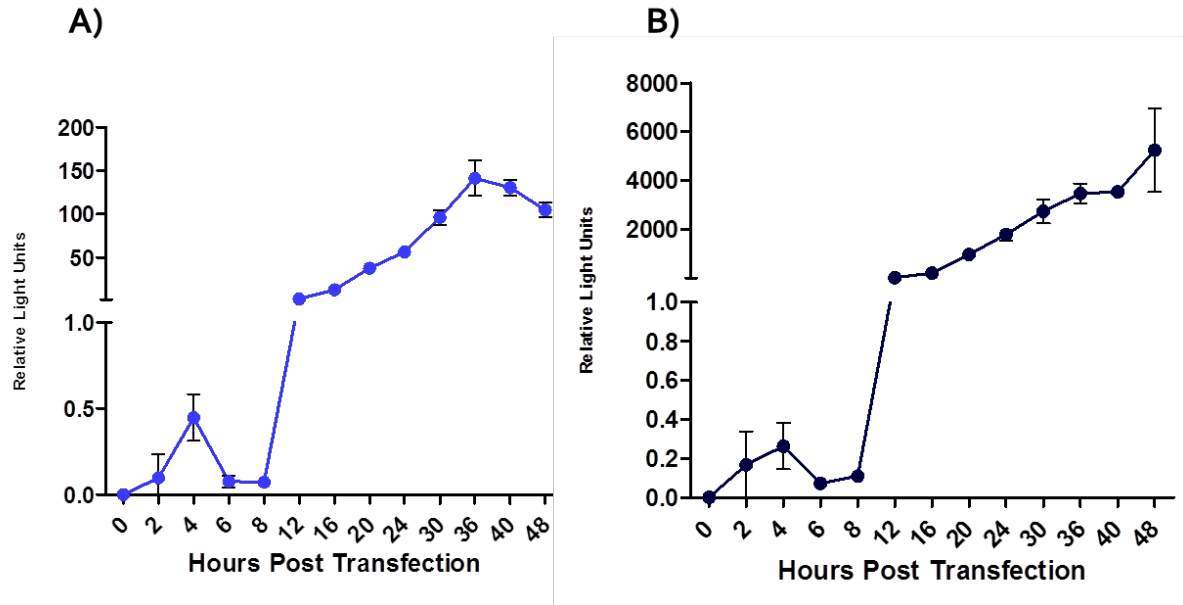 A)
Relative Light Units
200
150
100
50
1.0
0.5
0.0
0 2 4 6 8 12 16 20 24 30 36 40 48
Hours Post Transfection
B)
Relative Light Units
8000
6000
4000
2000
1.0
0.8
0.6
0.4
0.2
0.0
0 2 4 6 8 12 16 20 24 30 36 40 48
Hours Post Transfection